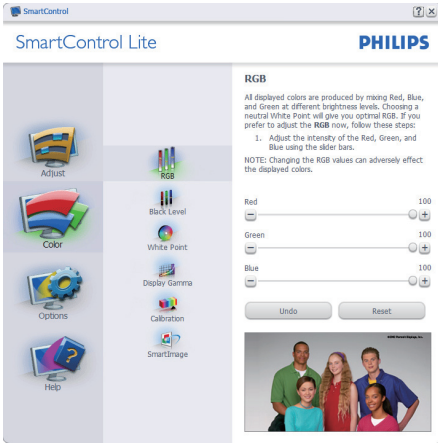 SmartControl
SmartControl Lite
PHILIPS
Adjust
Color
Options
Help
RGB
Black Level
White Point
Display Gamma
Calibration
SmartImage
RGB
All displayed colors are produced by mixing Red, Blue,
and Green at different brightness levels. Choosing a
neutral White Point will give you optimal RGB. If you
prefer to adjust the RGB now, follow these steps:
1. Adjust the intensity of the Red, Green, and
Blue using the slider bars.
NOTE: Changing the RGB values can adversely effect
the displayed colors.
Red 100
Green 100
Blue 100
Undo Reset